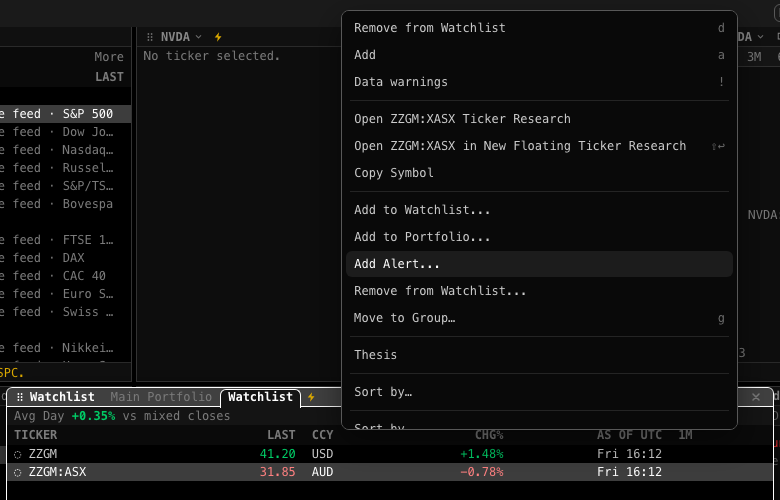 NVDA
No ticker selected.
More
LAST
e feed · S&P 500
e feed · Dow Jo…
e feed · Nasdaq…
e feed · Russel…
e feed · S&P/TS…
e feed · Bovespa
e feed · FTSE 1…
e feed · DAX
e feed · CAC 40
e feed · Euro S…
e feed · Swiss …
e feed · Nikkei…
SPC.
Remove from Watchlist d
Add a
Data warnings !
Open ZZGM:XASX Ticker Research
Open ZZGM:XASX in New Floating Ticker Research ⇧↵
Copy Symbol
Add to Watchlist...
Add to Portfolio...
Add Alert...
Remove from Watchlist...
Move to Group… g
Thesis
Sort by…
Sort by
DA
3M
NVDA
3
Watchlist Main Portfolio Watchlist
Avg Day +0.35% vs mixed closes
TICKER LAST CCY CHG% AS OF UTC 1M
ZZGM 41.20 USD +1.48% Fri 16:12
ZZGM:ASX 31.85 AUD −0.78% Fri 16:12